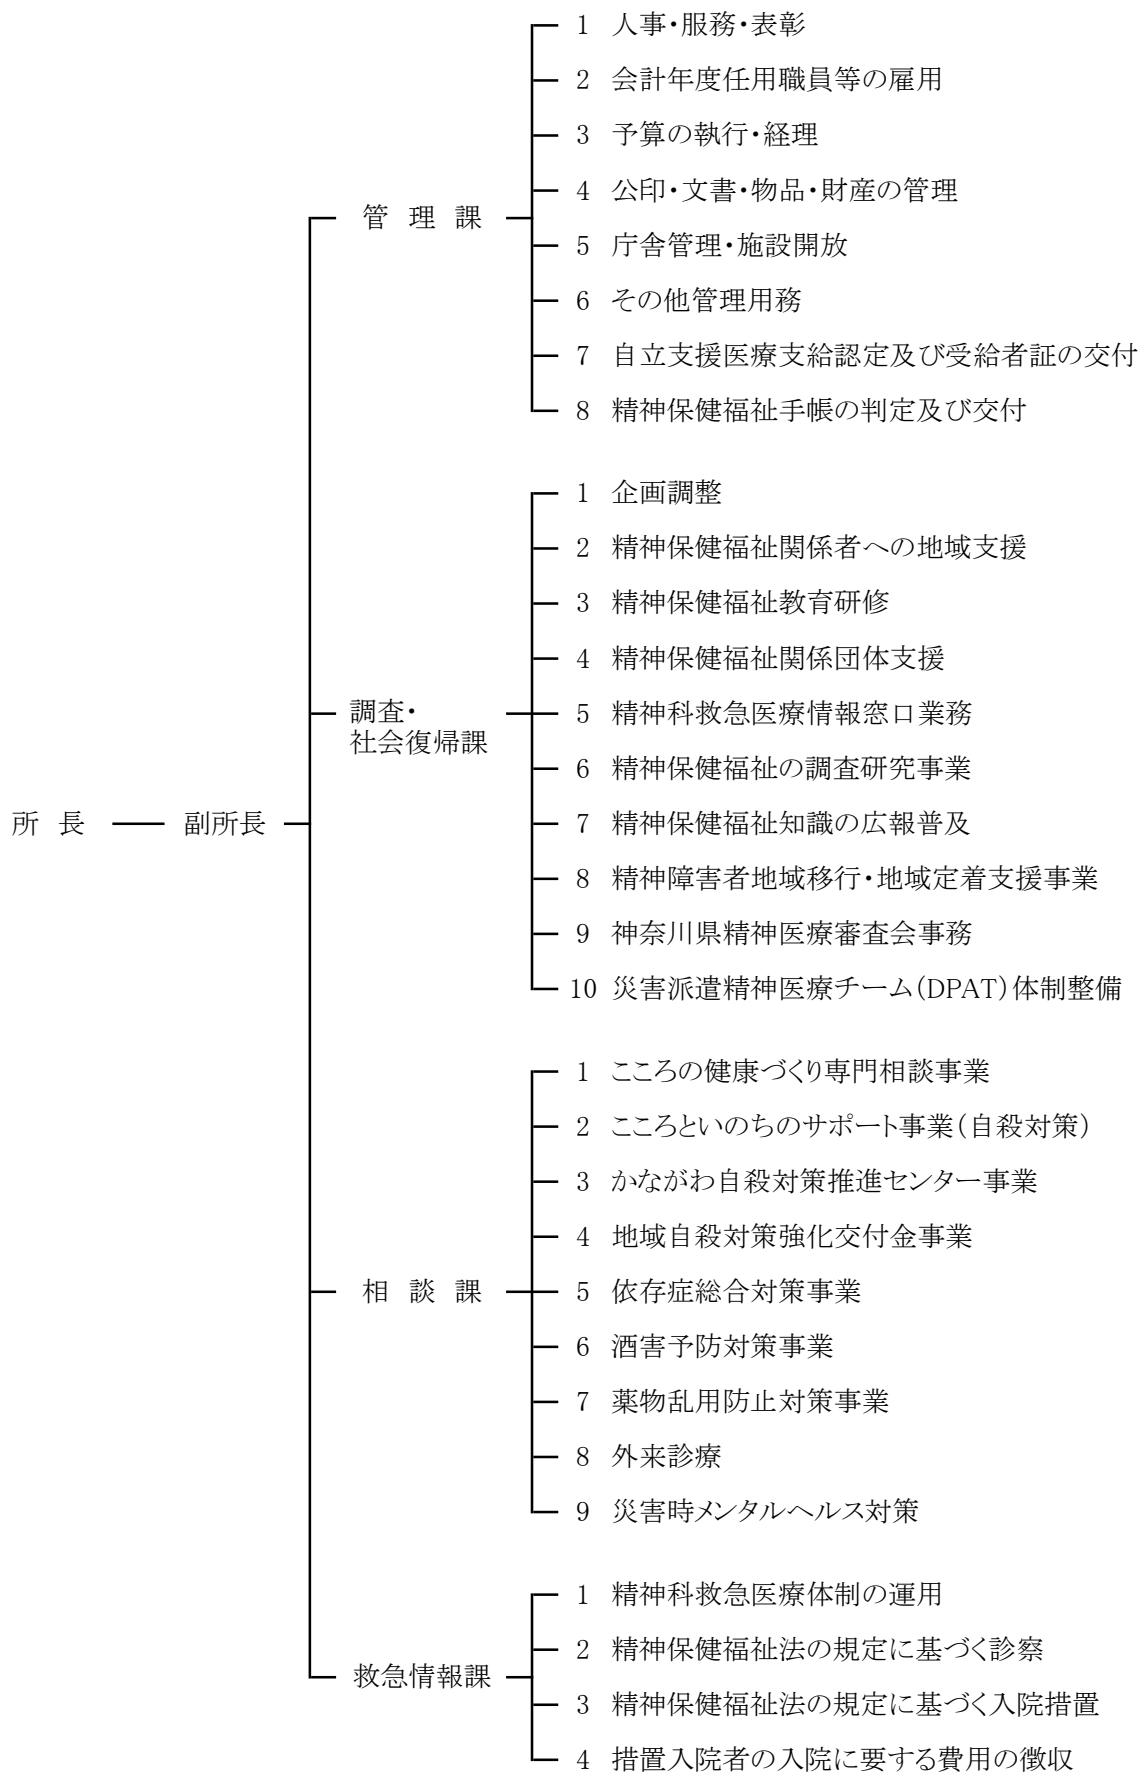 所 長
副所長
管 理 課
1 人事・服務・表彰
2 会計年度任用職員等の雇用
3 予算の執行・経理
4 公印・文書・物品・財産の管理
5 庁舎管理・施設開放
6 その他管理用務
7 自立支援医療支給認定及び受給者証の交付
8 精神保健福祉手帳の判定及び交付
調査・
社会復帰課
1 企画調整
2 精神保健福祉関係者への地域支援
3 精神保健福祉教育研修
4 精神保健福祉関係団体支援
5 精神科救急医療情報窓口業務
6 精神保健福祉の調査研究事業
7 精神保健福祉知識の広報普及
8 精神障害者地域移行・地域定着支援事業
9 神奈川県精神医療審査会事務
10 災害派遣精神医療チーム(DPAT)体制整備
相 談 課
1 こころの健康づくり専門相談事業
2 こころといのちのサポート事業(自殺対策)
3 かながわ自殺対策推進センター事業
4 地域自殺対策強化交付金事業
5 依存症総合対策事業
6 酒害予防対策事業
7 薬物乱用防止対策事業
8 外来診療
9 災害時メンタルヘルス対策
救急情報課
1 精神科救急医療体制の運用
2 精神保健福祉法の規定に基づく診察
3 精神保健福祉法の規定に基づく入院措置
4 措置入院者の入院に要する費用の徴収